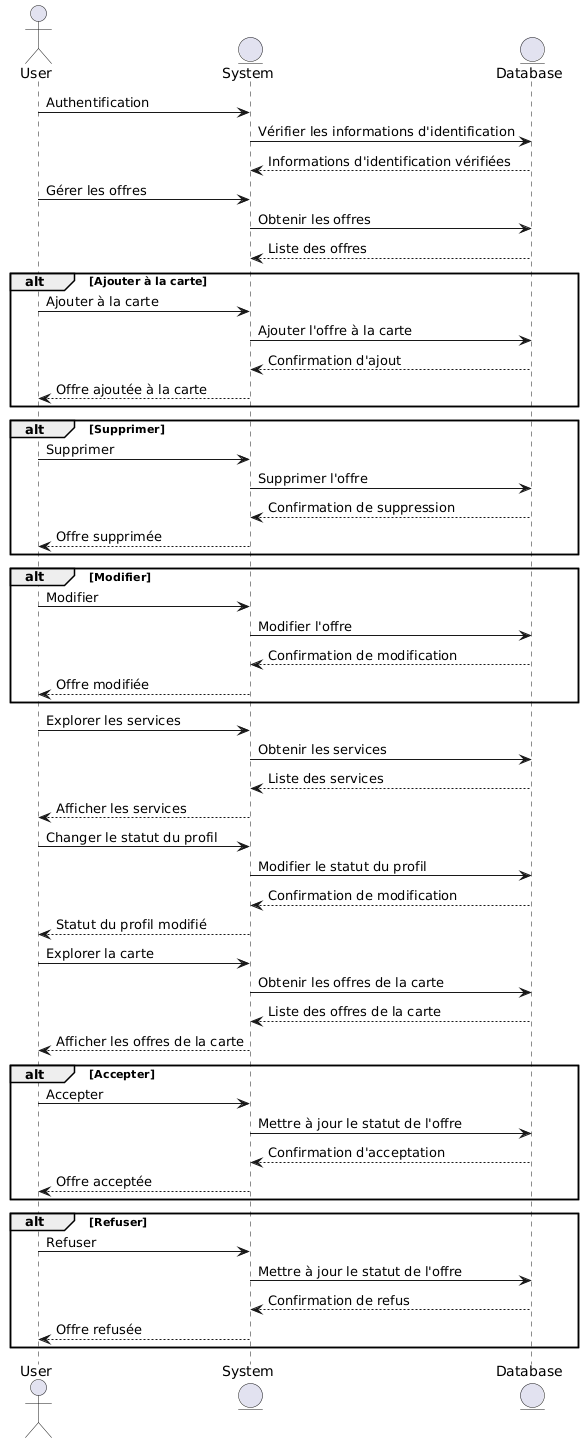 User
System
Database
Authentification
Vérifier les informations d'identification
Informations d'identification vérifiées
Gérer les offres
Obtenir les offres
Liste des offres
alt [Ajouter à la carte]
Ajouter à la carte
Ajouter l'offre à la carte
Confirmation d'ajout
Offre ajoutée à la carte
alt [Supprimer]
Supprimer
Supprimer l'offre
Confirmation de suppression
Offre supprimée
alt [Modifier]
Modifier
Modifier l'offre
Confirmation de modification
Offre modifiée
Explorer les services
Obtenir les services
Liste des services
Afficher les services
Changer le statut du profil
Modifier le statut du profil
Confirmation de modification
Statut du profil modifié
Explorer la carte
Obtenir les offres de la carte
Liste des offres de la carte
Afficher les offres de la carte
alt [Accepter]
Accepter
Mettre à jour le statut de l'offre
Confirmation d'acceptation
Offre acceptée
alt [Refuser]
Refuser
Mettre à jour le statut de l'offre
Confirmation de refus
Offre refusée
User
System
Database